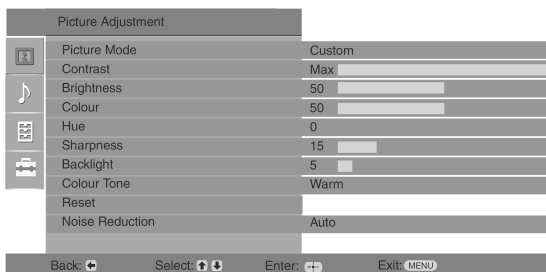 Picture Adjustment
Picture Mode Custom
Contrast Max
Brightness 50
Colour 50
Hue 0
Sharpness 15
Backlight 5
Colour Tone Warm
Reset
Noise Reduction Auto
Back: Select: Enter: Exit: MENU